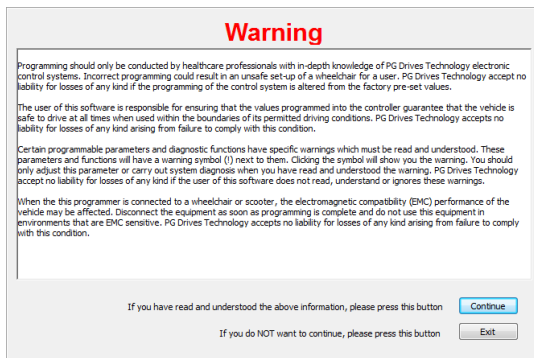 Warning
Programming should only be conducted by healthcare professionals with in-depth knowledge of PG Drives Technology electronic
control systems. Incorrect programming could result in an unsafe set-up of a wheelchair for a user. PG Drives Technology accept no
liability for losses of any kind if the programming of the control system is altered from the factory pre-set values.
The user of this software is responsible for ensuring that the values programmed into the controller guarantee that the vehicle is
safe to drive at all times when used within the boundaries of its permitted driving conditions. PG Drives Technology accepts no
liability for losses of any kind arising from failure to comply with this condition.
Certain programmable parameters and diagnostic functions have specific warnings which must be read and understood. These
parameters and functions will have a warning symbol (!) next to them. Clicking the symbol will show you the warning. You should
only adjust this parameter or carry out system diagnosis when you have read and understood the warning. PG Drives Technology
accept no liability for losses of any kind if the user of this software does not read, understand or ignores these warnings.
When the this programmer is connected to a wheelchair or scooter, the electromagnetic compatibility (EMC) performance of the
vehicle may be affected. Disconnect the equipment as soon as programming is complete and do not use this equipment in
environments that are EMC sensitive. PG Drives Technology accepts no liability for losses of any kind arising from failure to comply
with this condition.
If you have read and understood the above information, please press this button
Continue
If you do NOT want to continue, please press this button
Exit